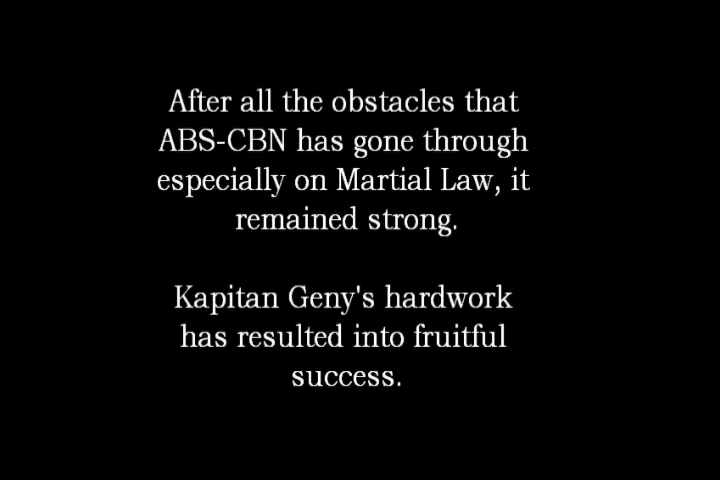 After all the obstacles that
ABS-CBN has gone through
especially on Martial Law, it
remained strong.
Kapitan Geny's hardwork
has resulted into fruitful
success.